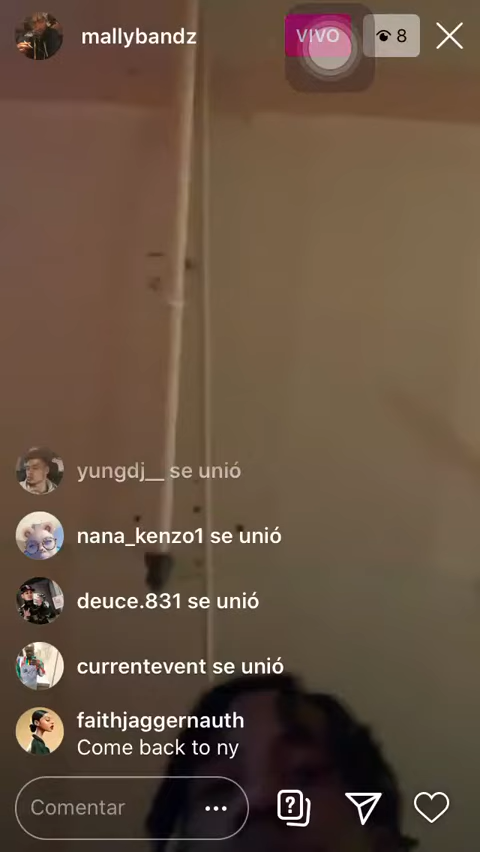 mallybandz
VIVO
8
yungdj__ se unió
nana_kenzo1 se unió
deuce.831 se unió
currentevent se unió
faithjaggernauth
Come back to ny
Comentar